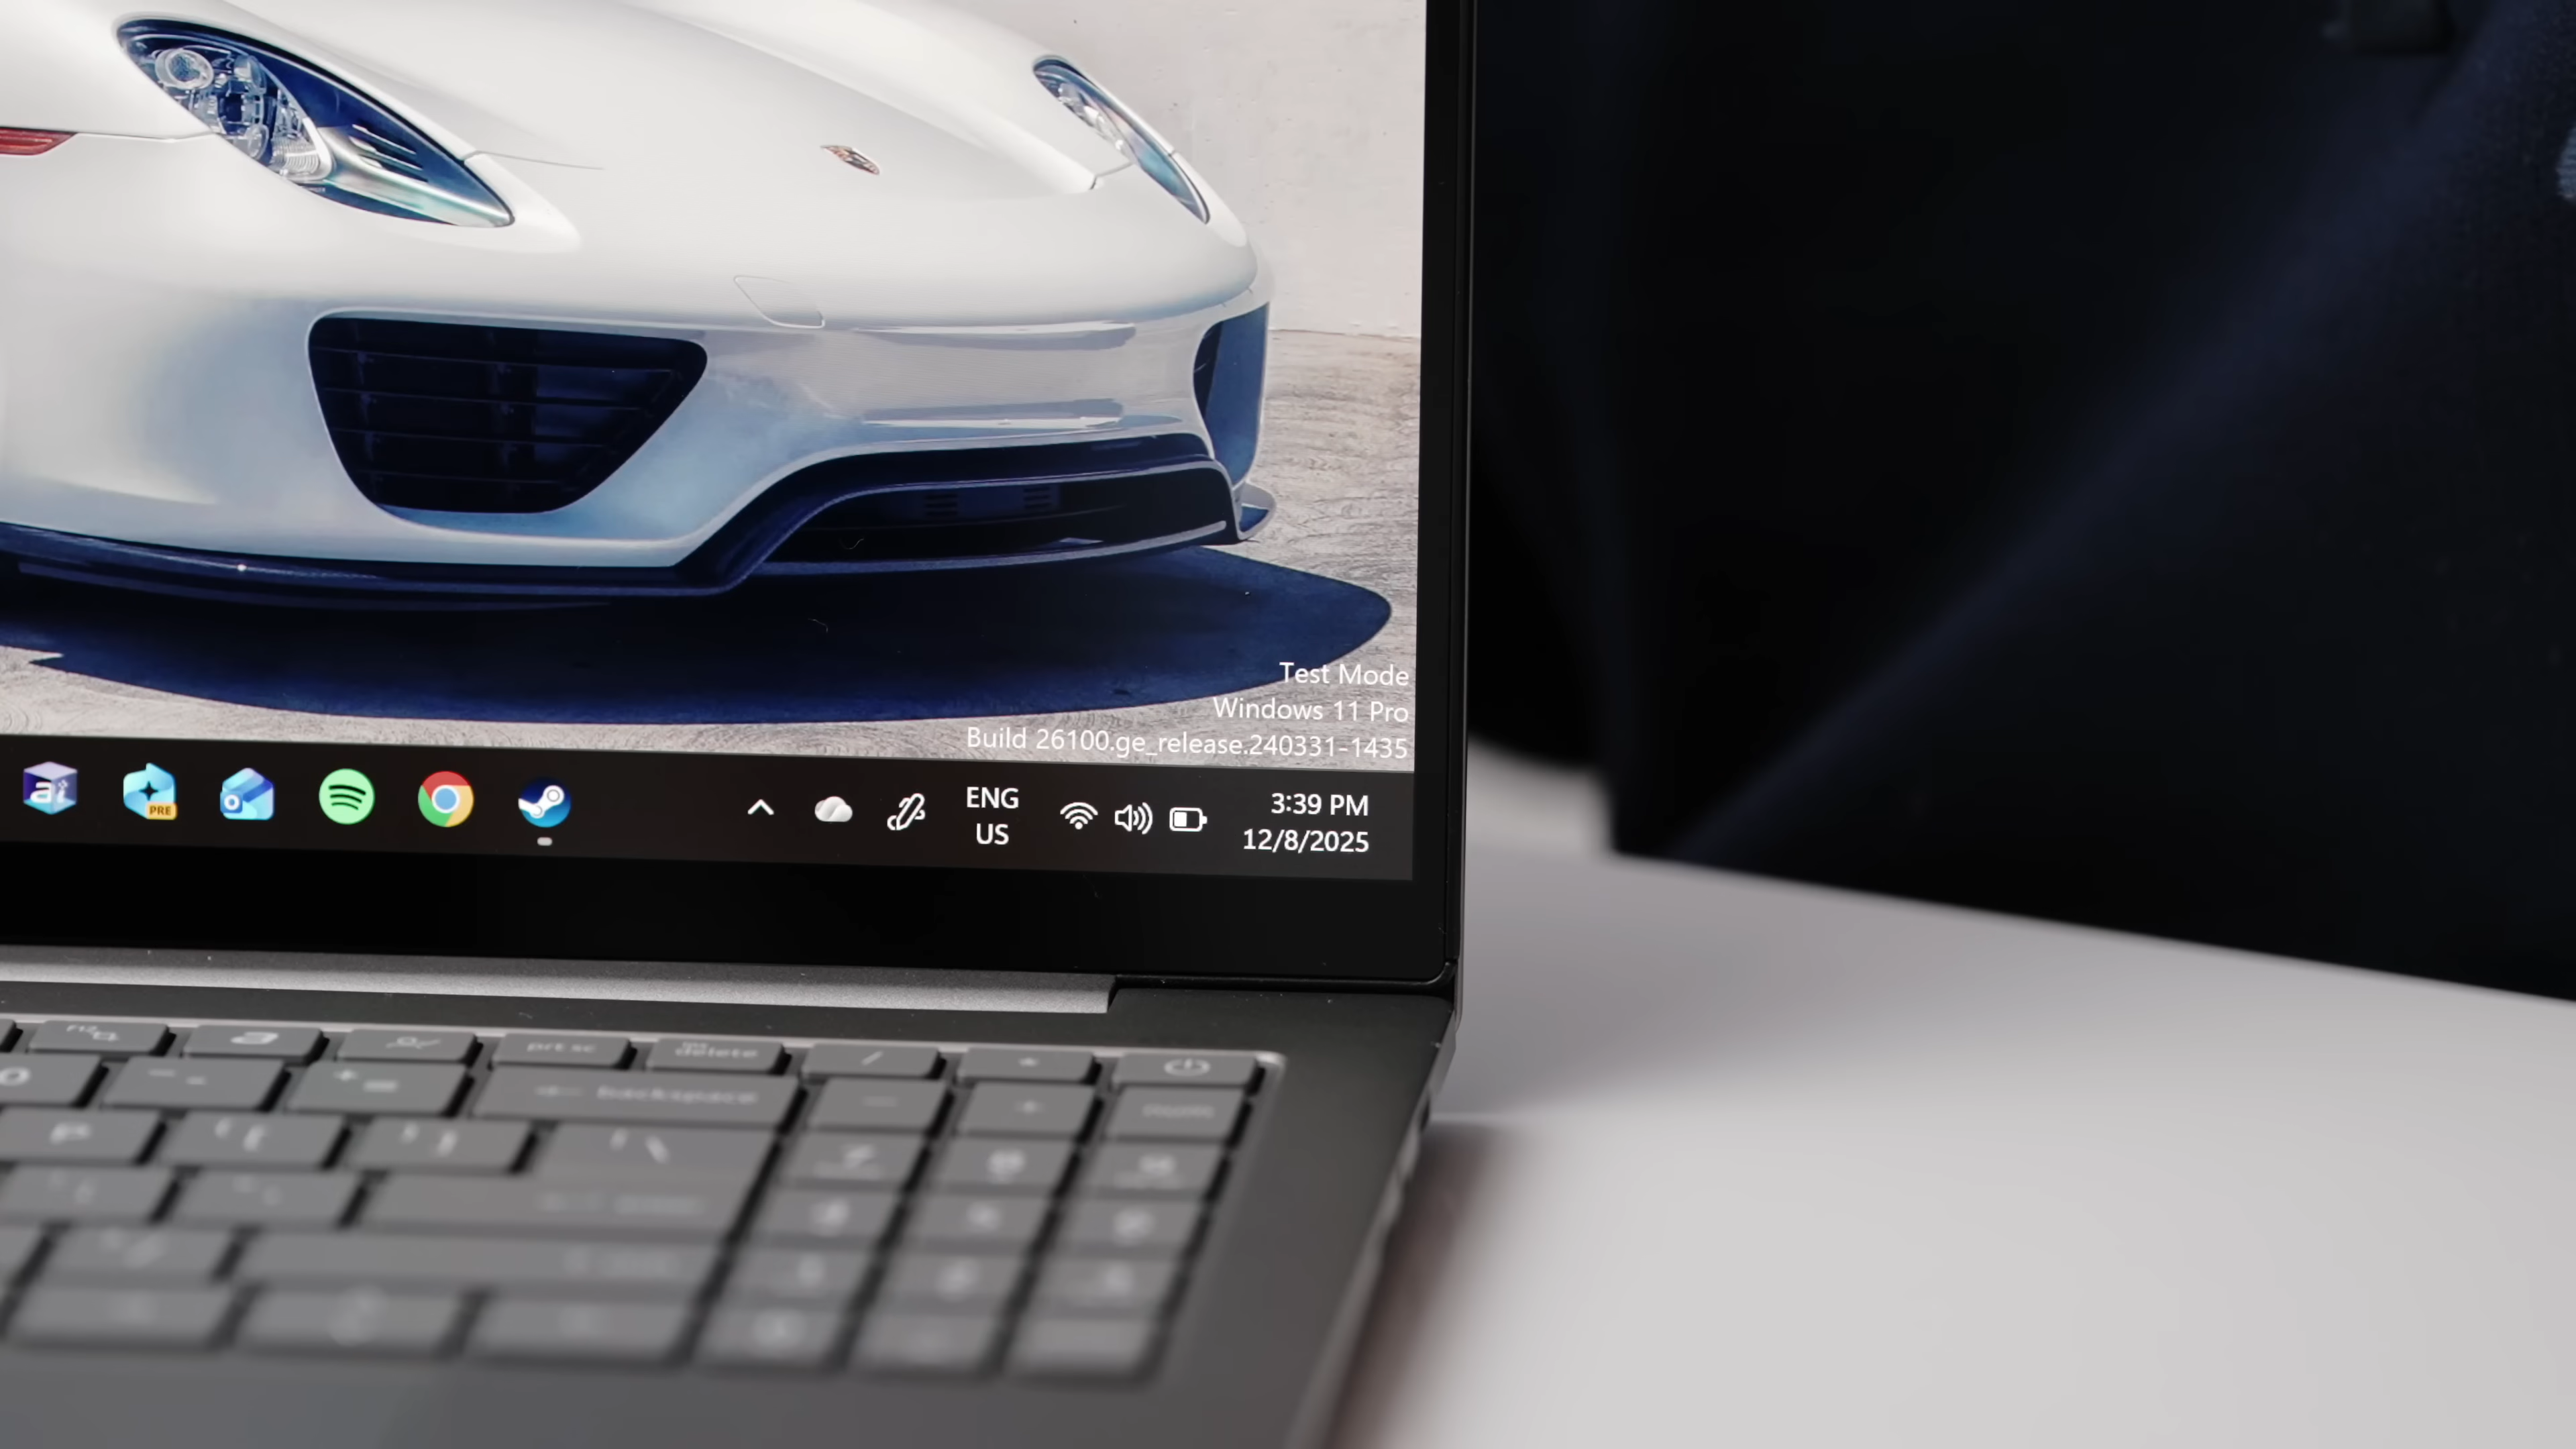 Test Mode
Windows 11 Pro
Build 26100.ge_release.240331-1435
ai
PRE
ENG
US
3:39 PM
12/8/2025
prt sc
delete
/
*
backspace